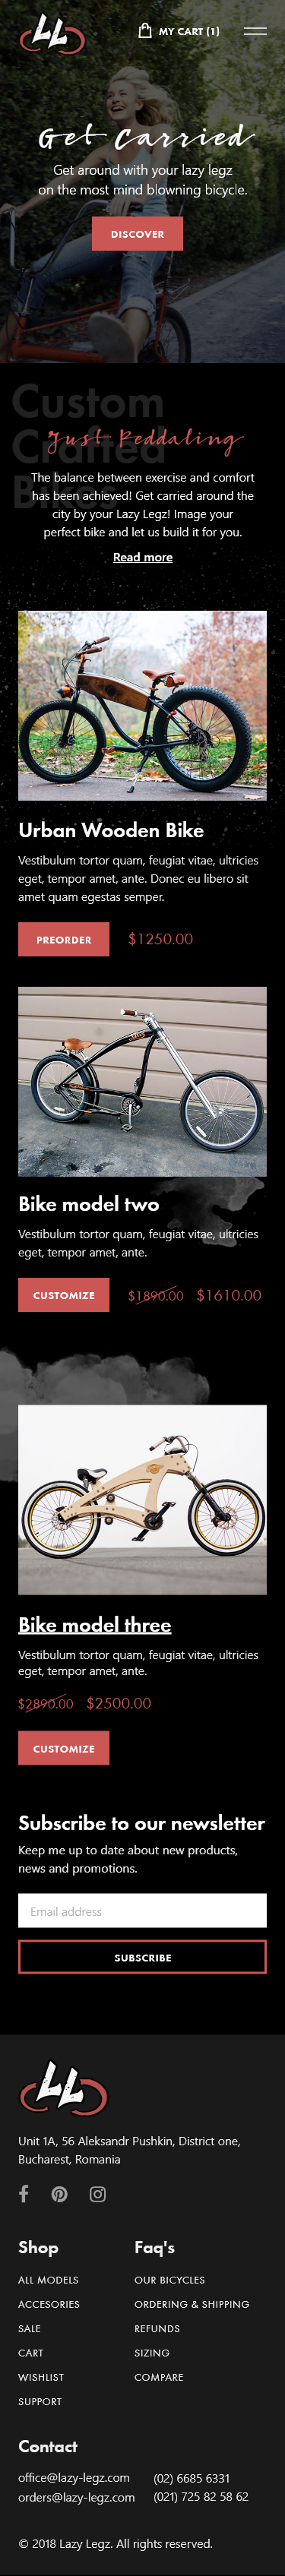 LL
MY CART (1)
Get Carried
Get around with your lazy legz
on the most mind blowning bicycle.
DISCOVER
Custom
Crafted
Bikes
Just Peddaling
The balance between exercise and comfort
has been achieved! Get carried around the
city by your Lazy Legz! Image your
perfect bike and let us build it for you.
Read more
Urban Wooden Bike
Vestibulum tortor quam, feugiat vitae, ultricies
eget, tempor amet, ante. Donec eu libero sit
amet quam egestas semper.
PREORDER
$1250.00
Bike model two
Vestibulum tortor quam, feugiat vitae, ultricies
eget, tempor amet, ante.
CUSTOMIZE
$1890.00 $1610.00
Bike model three
Vestibulum tortor quam, feugiat vitae, ultricies
eget, tempor amet, ante.
$2890.00 $2500.00
CUSTOMIZE
Subscribe to our newsletter
Keep me up to date about new products,
news and promotions.
Email address
SUBSCRIBE
LL
Unit 1A, 56 Aleksandr Pushkin, District one,
Bucharest, Romania
Shop
ALL MODELS
ACCESORIES
SALE
CART
WISHLIST
SUPPORT
Faq's
OUR BICYCLES
ORDERING & SHIPPING
REFUNDS
SIZING
COMPARE
Contact
office@lazy-legz.com
orders@lazy-legz.com
(02) 6685 6331
(021) 725 82 58 62
© 2018 Lazy Legz. All rights reserved.